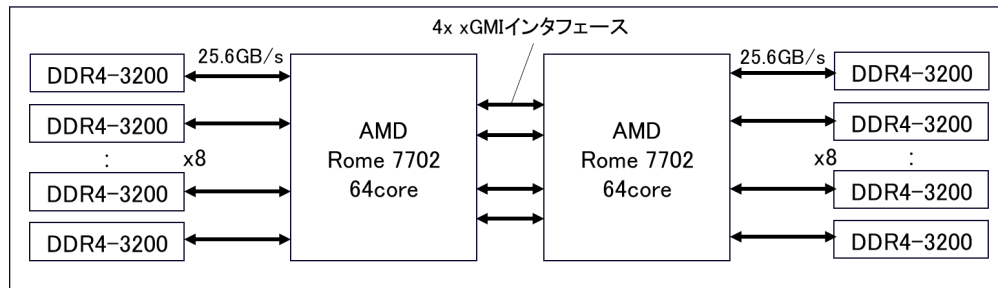 4x xGMIインタフェース
25.6GB/s
DDR4-3200
DDR4-3200
:
x8
DDR4-3200
DDR4-3200
AMD
Rome 7702
64core
AMD
Rome 7702
64core
25.6GB/s
DDR4-3200
DDR4-3200
x8
:
DDR4-3200
DDR4-3200